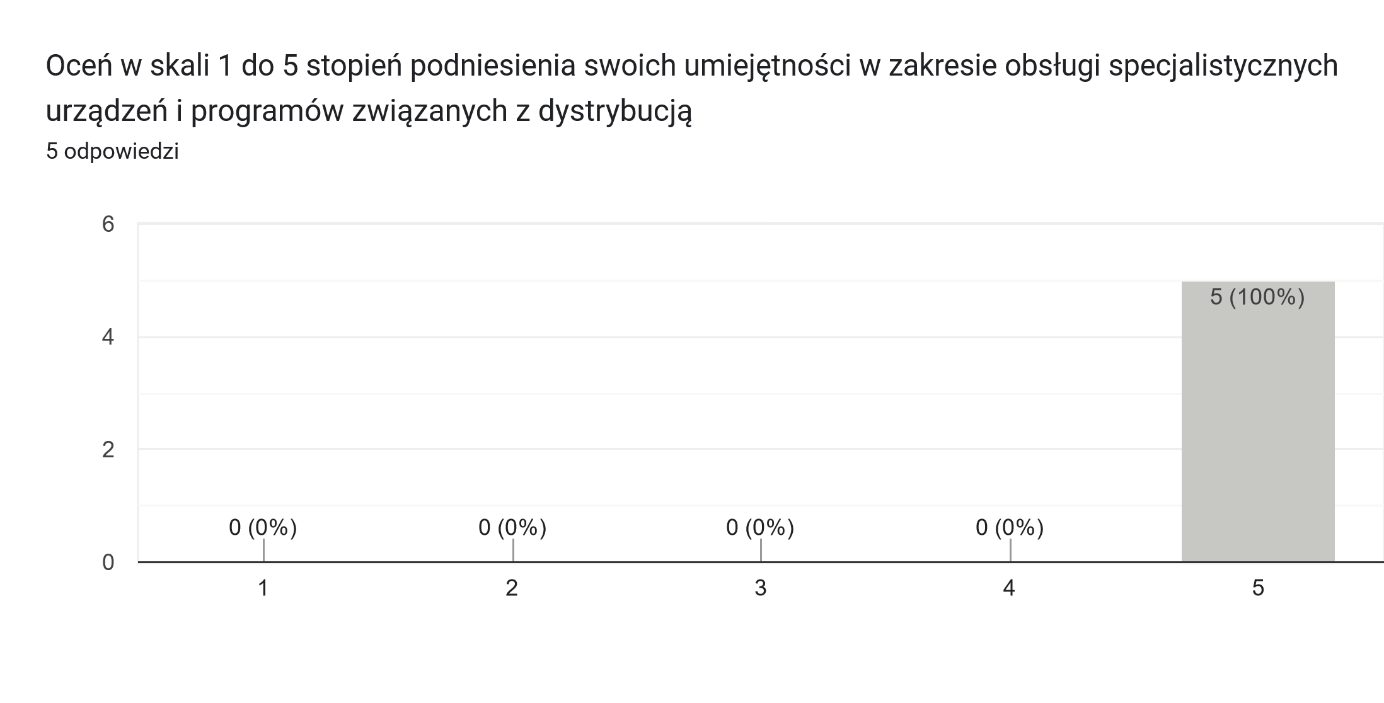 Oceń w skali 1 do 5 stopień podniesienia swoich umiejętności w zakresie obsługi specjalistycznych
urządzeń i programów związanych z dystrybucją
5 odpowiedzi
6
5 (100%)
4
2
0 (0%) 0 (0%) 0 (0%) 0 (0%)
0
1 2 3 4 5